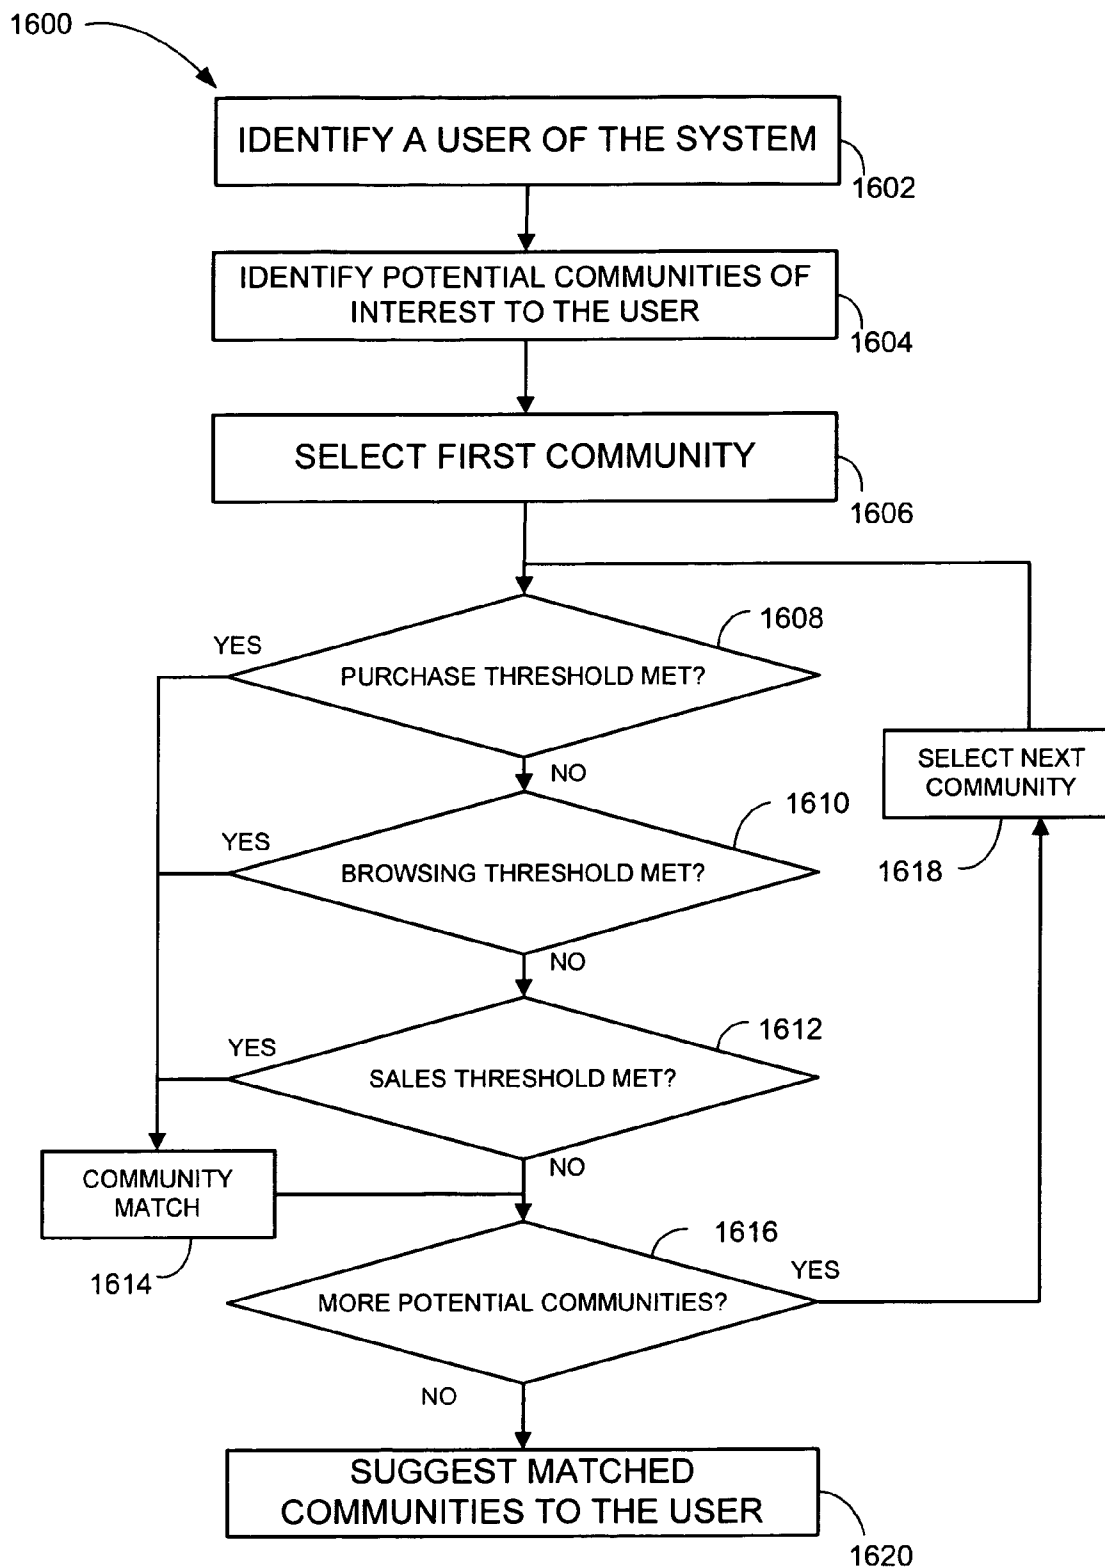 1600
IDENTIFY A USER OF THE SYSTEM
1602
IDENTIFY POTENTIAL COMMUNITIES OF
INTEREST TO THE USER
1604
SELECT FIRST COMMUNITY
1606
1608
YES
PURCHASE THRESHOLD MET?
NO
SELECT NEXT
COMMUNITY
1618
1610
YES
BROWSING THRESHOLD MET?
NO
1612
YES
SALES THRESHOLD MET?
NO
COMMUNITY
MATCH
1614
1616
YES
MORE POTENTIAL COMMUNITIES?
NO
SUGGEST MATCHED
COMMUNITIES TO THE USER
1620